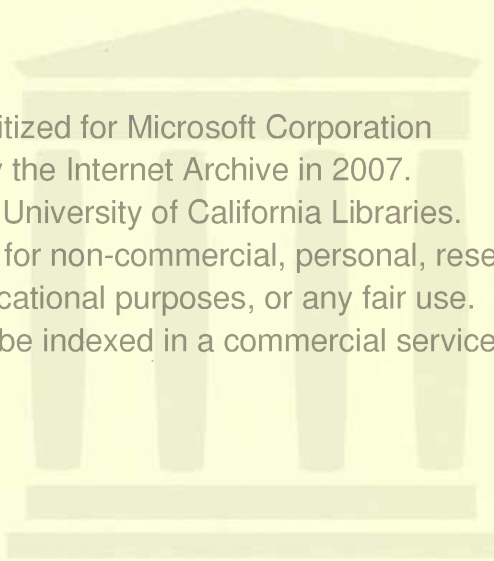 itized for Microsoft Corporation
the Internet Archive in 2007.
University of California Libraries.
for non-commercial, personal, rese
cational purposes, or any fair use.
be indexed in a commercial service